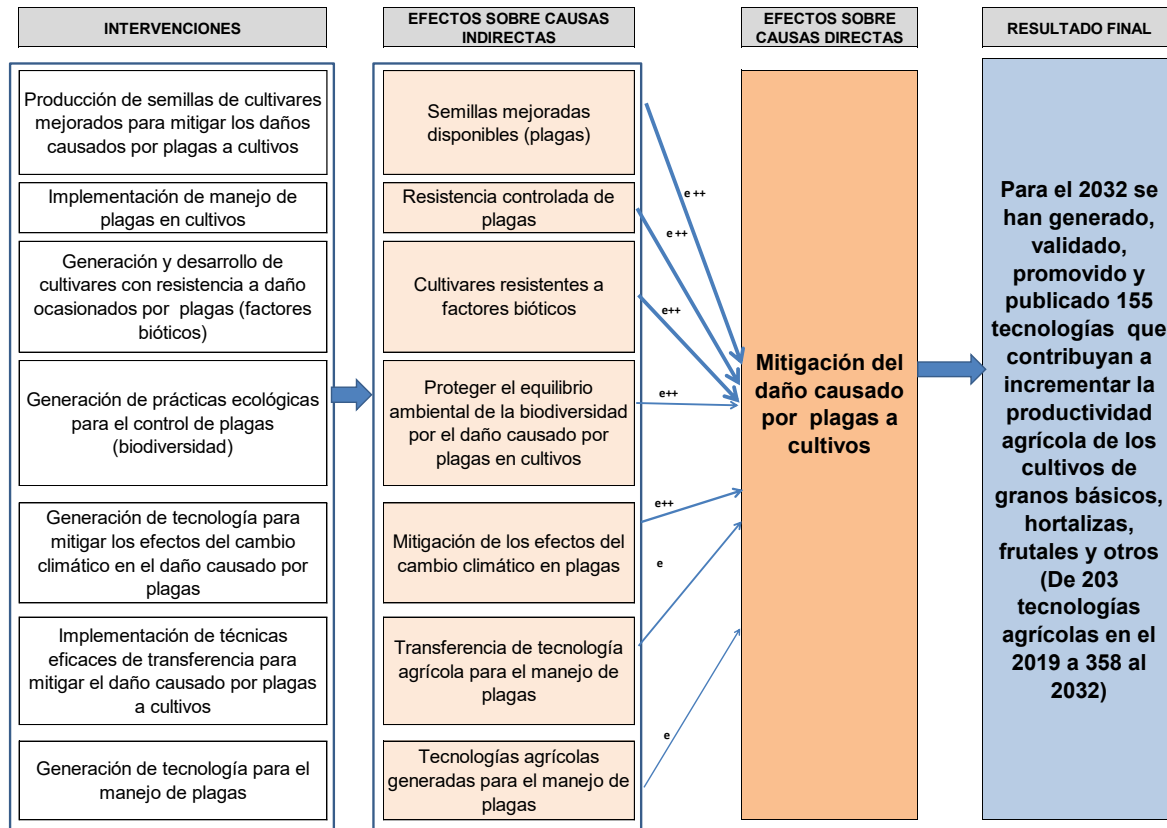 INTERVENCIONES
EFECTOS SOBRE CAUSAS
INDIRECTAS
EFECTOS SOBRE
CAUSAS DIRECTAS
RESULTADO FINAL
Producción de semillas de cultivares
mejorados para mitigar los daños
causados por plagas a cultivos
Implementación de manejo de
plagas en cultivos
Generación y desarrollo de
cultivares con resistencia a daño
ocasionados por plagas (factores
bióticos)
Generación de prácticas ecológicas
para el control de plagas
(biodiversidad)
Generación de tecnología para
mitigar los efectos del cambio
climático en el daño causado por
plagas
Implementación de técnicas
eficaces de transferencia para
mitigar el daño causado por plagas
a cultivos
Generación de tecnología para el
manejo de plagas
Semillas mejoradas
disponibles (plagas)
Resistencia controlada de
plagas
Cultivares resistentes a
factores bióticos
Proteger el equilibrio
ambiental de la biodiversidad
por el daño causado por
plagas en cultivos
Mitigación de los efectos del
cambio climático en plagas
Transferencia de tecnología
agrícola para el manejo de
plagas
Tecnologías agrícolas
generadas para el manejo de
plagas
e ++
e ++
e++
e++
e++
e
e
Mitigación del
daño causado
por plagas a
cultivos
Para el 2032 se
han generado,
validado,
promovido y
publicado 155
tecnologías que
contribuyan a
incrementar la
productividad
agrícola de los
cultivos de
granos básicos,
hortalizas,
frutales y otros
(De 203
tecnologías
agrícolas en el
2019 a 358 al
2032)